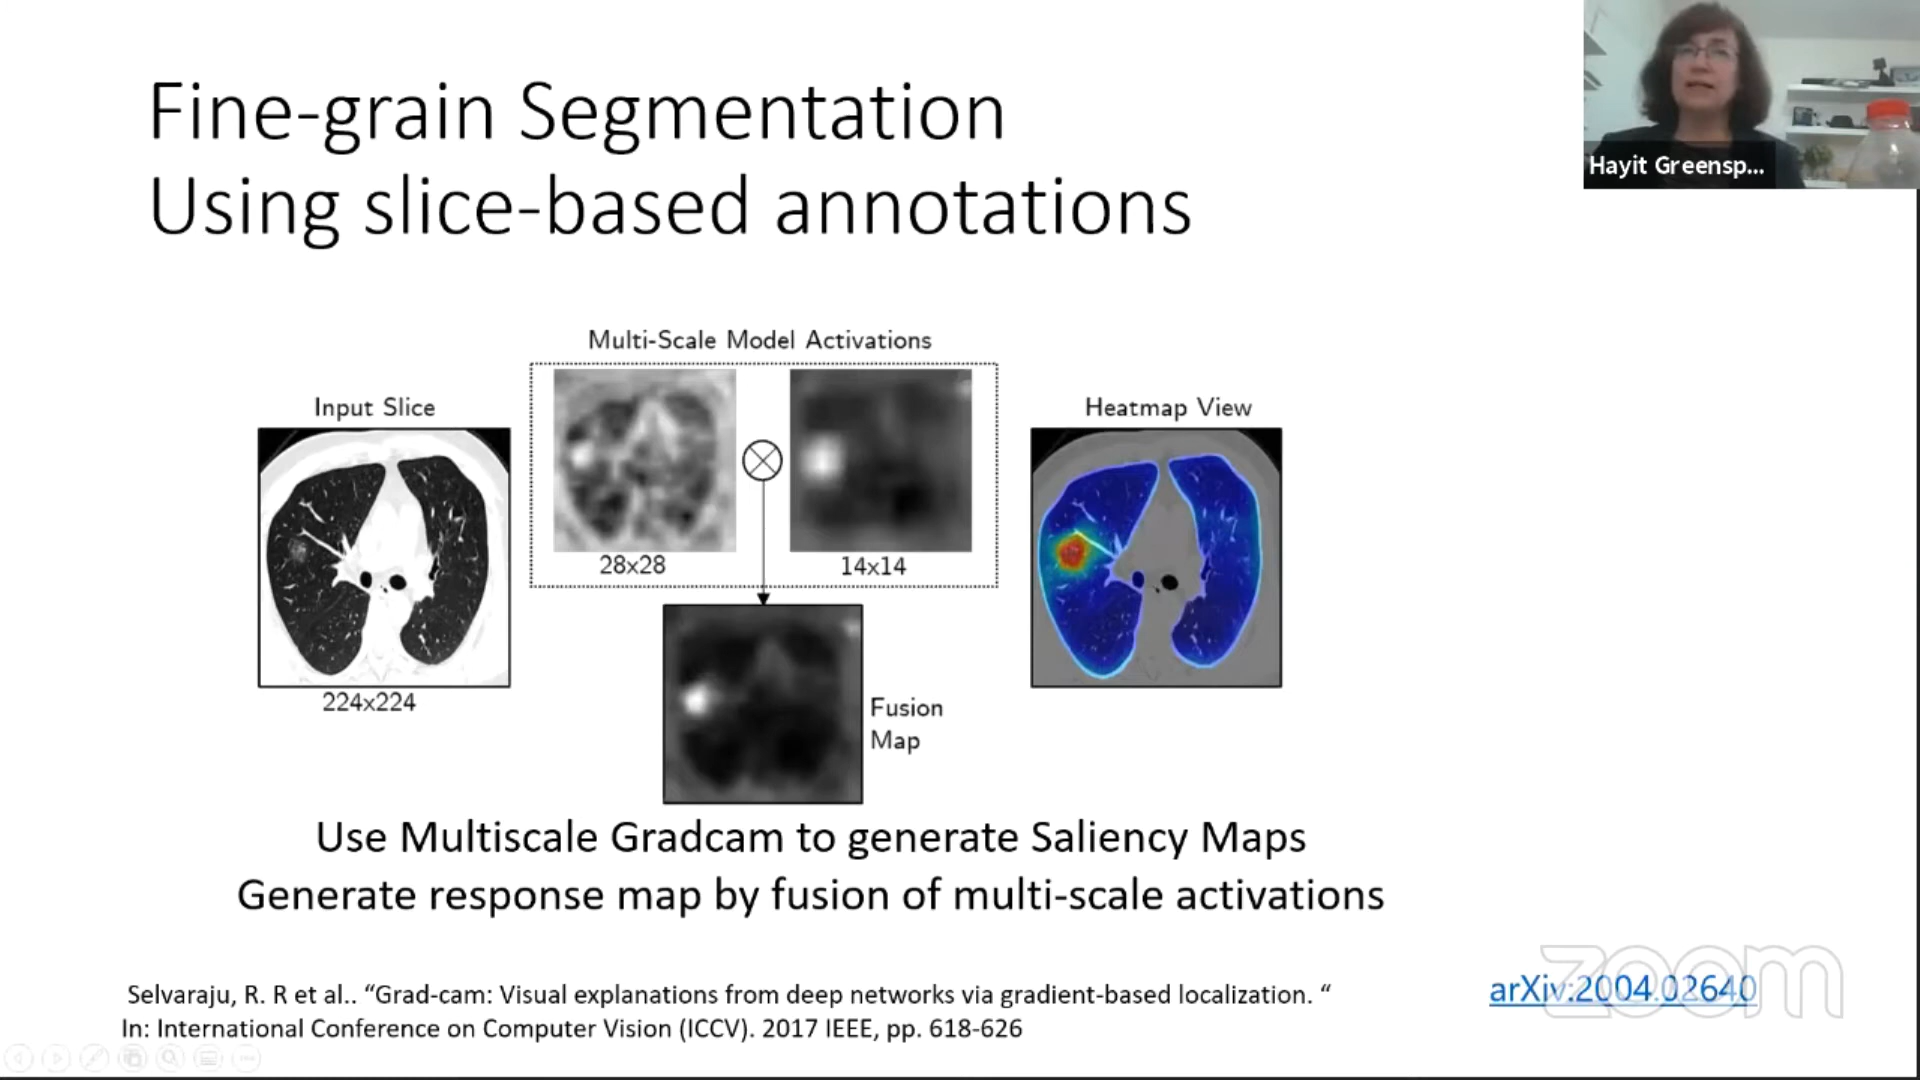 Fine-grain Segmentation
Using slice-based annotations
Hayit Greensp...
Multi-Scale Model Activations
Input Slice
Heatmap View
28x28
14x14
224x224
Fusion
Map
Use Multiscale Gradcam to generate Saliency Maps
Generate response map by fusion of multi-scale activations
Selvaraju, R. R et al.. “Grad-cam: Visual explanations from deep networks via gradient-based localization. “
In: International Conference on Computer Vision (ICCV). 2017 IEEE, pp. 618-626
arXiv:2004.02640
zoom